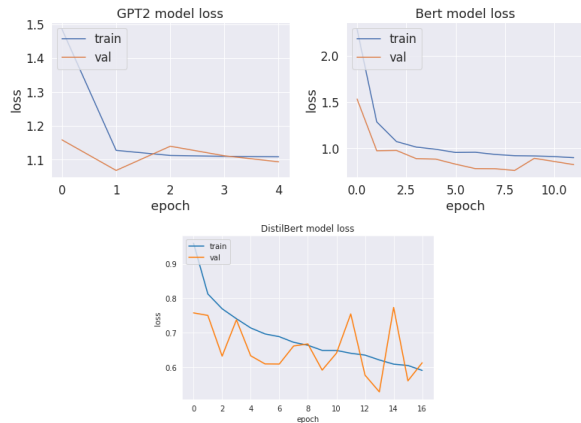 GPT2 model loss
1.5
1.4
1.3
1.2
1.1
loss
train
val
0 1 2 3 4
epoch
Bert model loss
2.0
1.5
1.0
loss
train
val
0.0 2.5 5.0 7.5 10.0
epoch
DistilBert model loss
0.9
0.8
0.7
0.6
loss
train
val
0 2 4 6 8 10 12 14 16
epoch